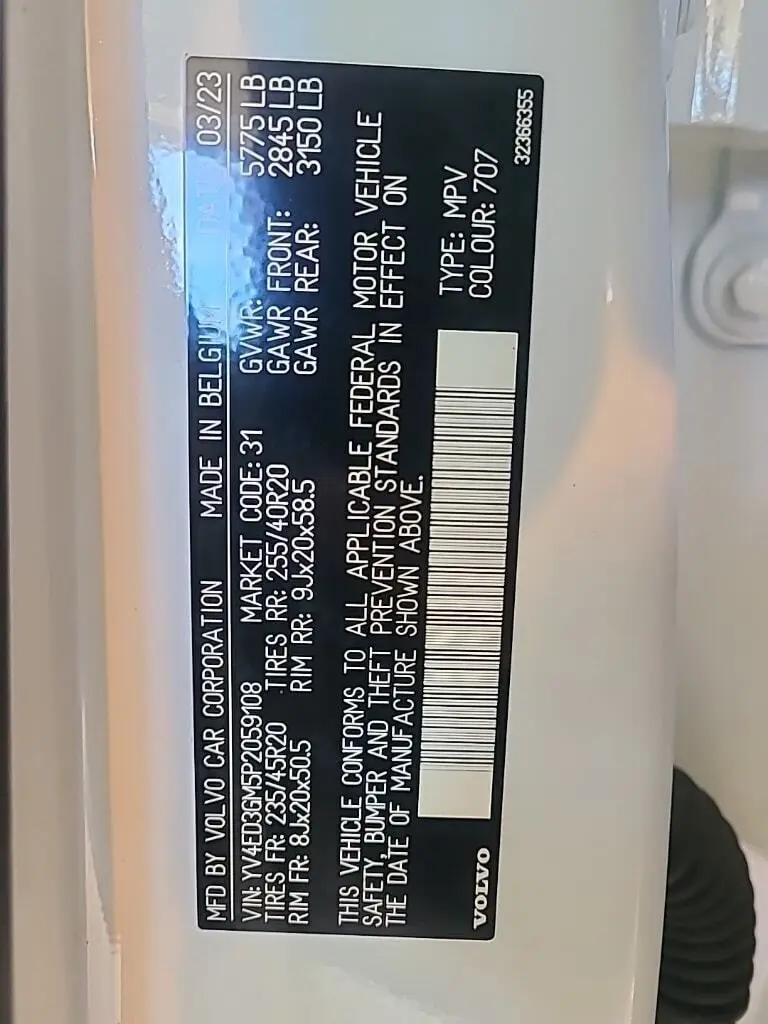 MFD BY VOLVO CAR CORPORATION MADE IN BELGIUM DATE 03/23
VIN: YV4ED3GM5P2059108 MARKET CODE: 31 GVWR: 5775 LB
TIRES FR: 235/45R20 TIRES RR: 255/40R20 GAWR FRONT: 2845 LB
RIM FR: 8Jx20x50.5 RIM RR: 9Jx20x58.5 GAWR REAR: 3150 LB
THIS VEHICLE CONFORMS TO ALL APPLICABLE FEDERAL MOTOR VEHICLE
SAFETY, BUMPER AND THEFT PREVENTION STANDARDS IN EFFECT ON
THE DATE OF MANUFACTURE SHOWN ABOVE.
TYPE: MPV
COLOUR: 707
VOLVO
32366355